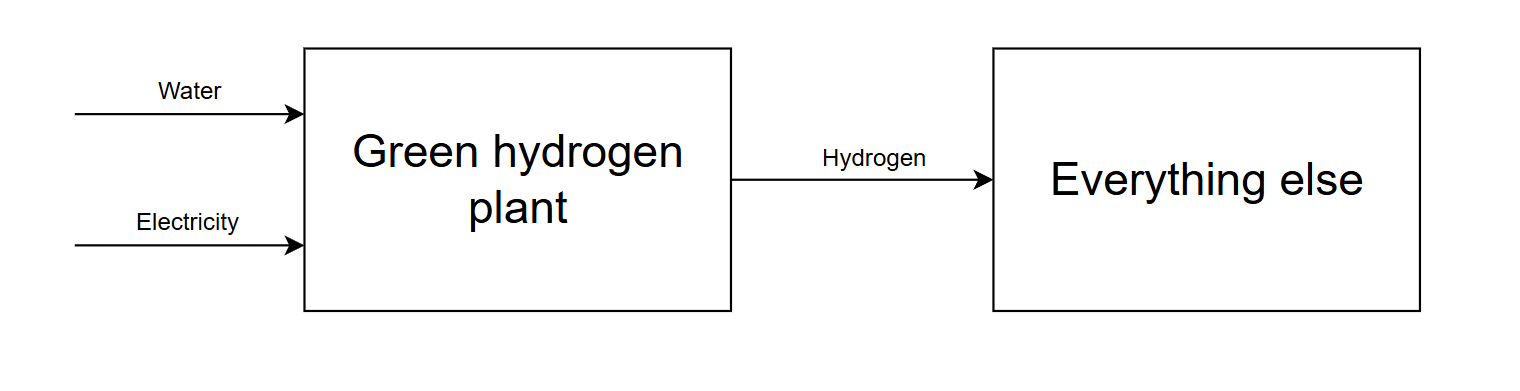 Water
Electricity
Green hydrogen
plant
Hydrogen
Everything else